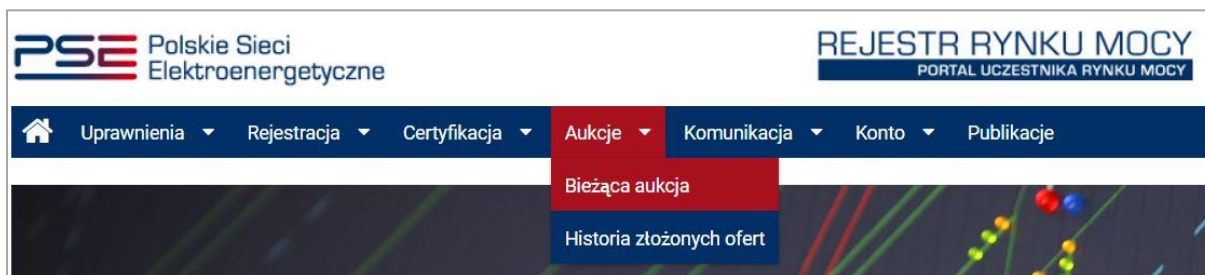 PSE Polskie Sieci
Elektroenergetyczne
REJESTR RYNKU MOCY
PORTAL UCZESTNIKA RYNKU MOCY
Uprawnienia Rejestracja Certyfikacja Aukcje Komunikacja Konto Publikacje
Bieżąca aukcja
Historia złożonych ofert